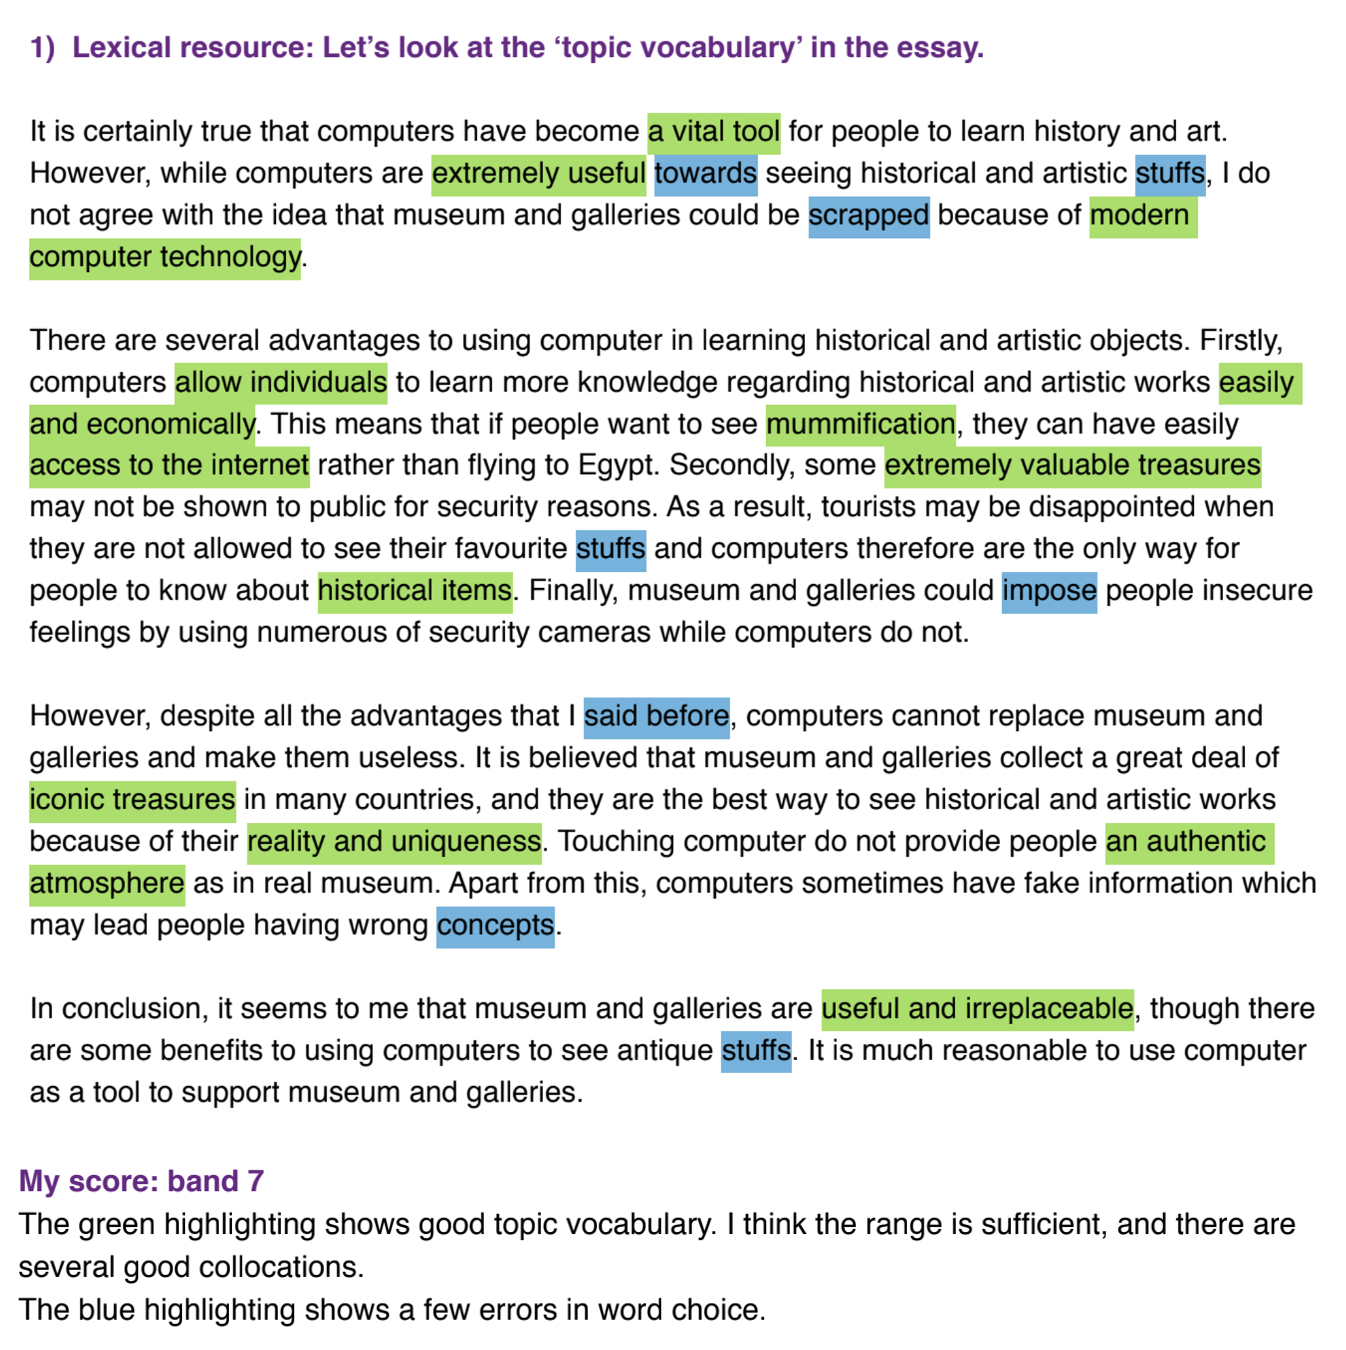 1) Lexical resource: Let’s look at the ‘topic vocabulary’ in the essay.
It is certainly true that computers have become a vital tool for people to learn history and art.
However, while computers are extremely useful towards seeing historical and artistic stuffs, I do
not agree with the idea that museum and galleries could be scrapped because of modern
computer technology.
There are several advantages to using computer in learning historical and artistic objects. Firstly,
computers allow individuals to learn more knowledge regarding historical and artistic works easily
and economically. This means that if people want to see mummification, they can have easily
access to the internet rather than flying to Egypt. Secondly, some extremely valuable treasures
may not be shown to public for security reasons. As a result, tourists may be disappointed when
they are not allowed to see their favourite stuffs and computers therefore are the only way for
people to know about historical items. Finally, museum and galleries could impose people insecure
feelings by using numerous of security cameras while computers do not.
However, despite all the advantages that I said before, computers cannot replace museum and
galleries and make them useless. It is believed that museum and galleries collect a great deal of
iconic treasures in many countries, and they are the best way to see historical and artistic works
because of their reality and uniqueness. Touching computer do not provide people an authentic
atmosphere as in real museum. Apart from this, computers sometimes have fake information which
may lead people having wrong concepts.
In conclusion, it seems to me that museum and galleries are useful and irreplaceable, though there
are some benefits to using computers to see antique stuffs. It is much reasonable to use computer
as a tool to support museum and galleries.
My score: band 7
The green highlighting shows good topic vocabulary. I think the range is sufficient, and there are
several good collocations.
The blue highlighting shows a few errors in word choice.